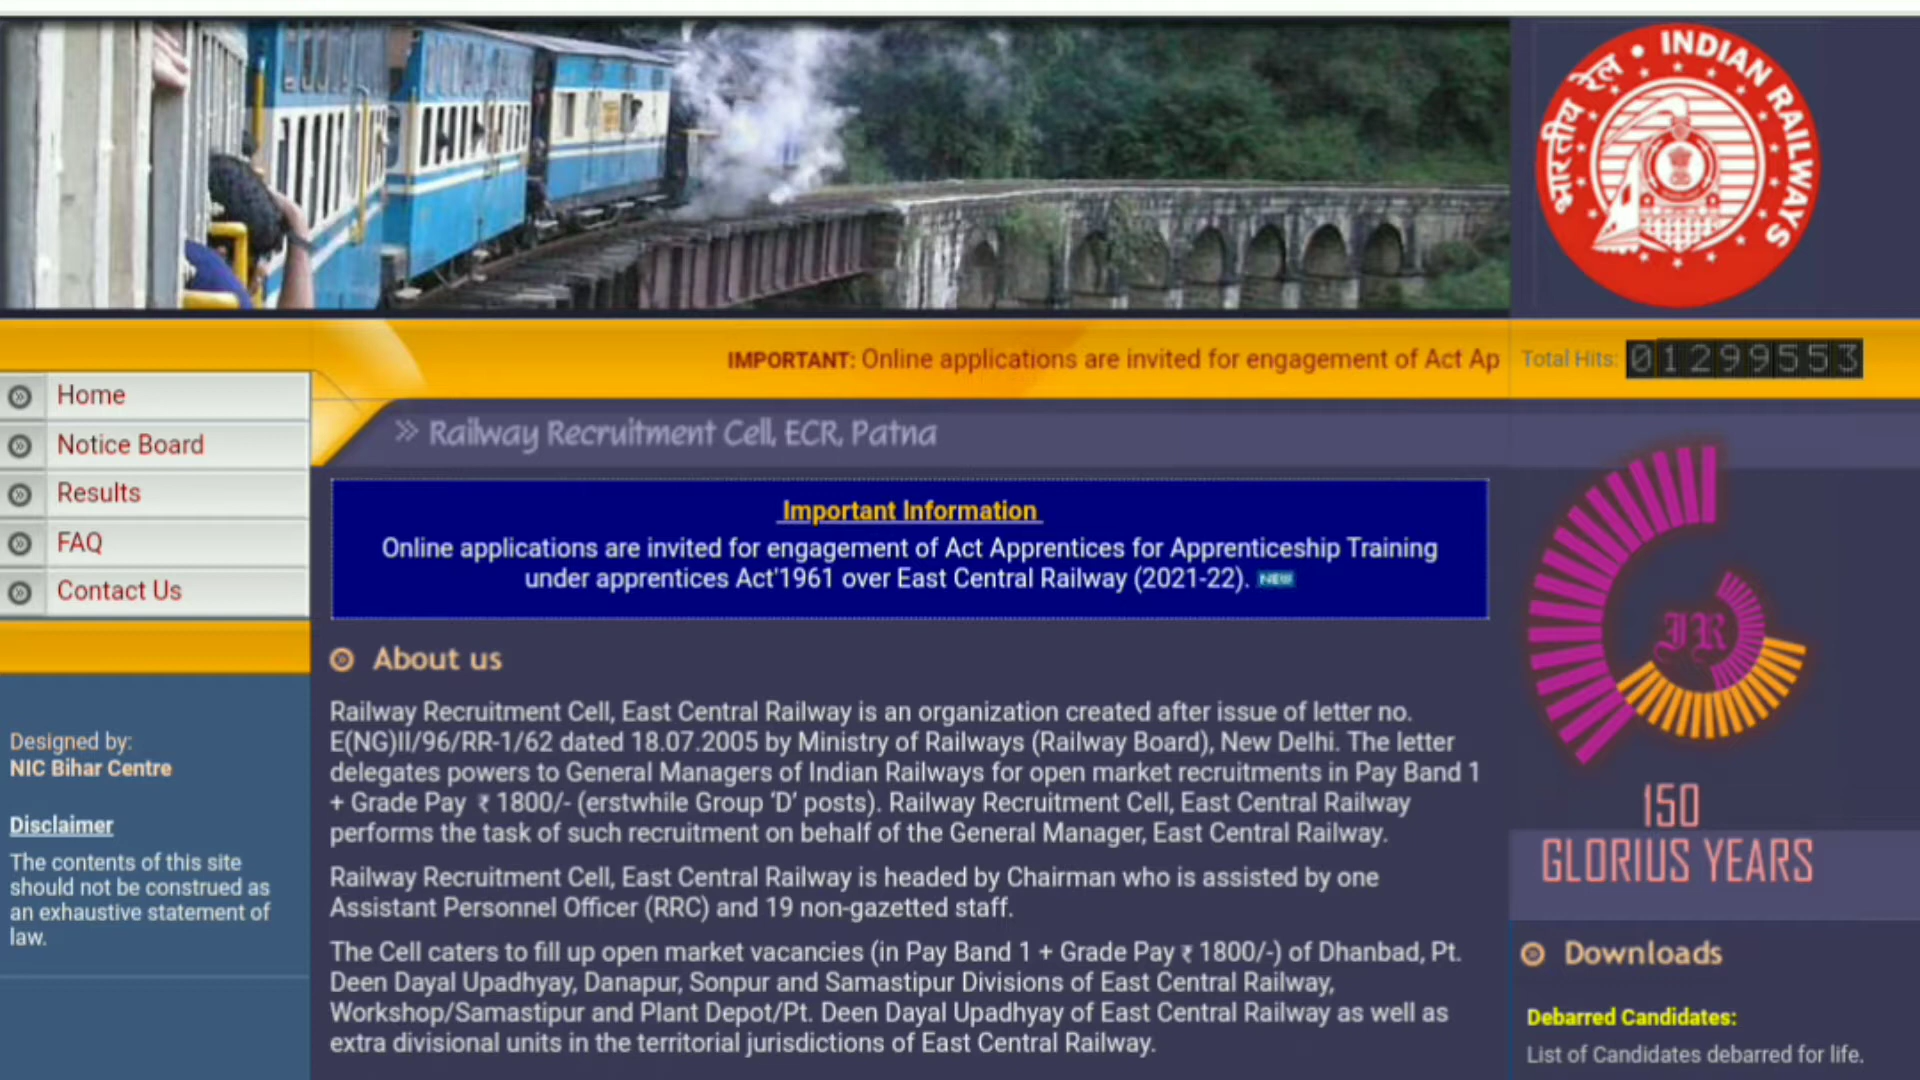 भारतीय रेल • INDIAN RAILWAYS
IMPORTANT: Online applications are invited for engagement of Act Ap
Total Hits: 01299553
Home
Notice Board
Results
FAQ
Contact Us
Railway Recruitment Cell, ECR, Patna
Important Information
Online applications are invited for engagement of Act Apprentices for Apprenticeship Training
under apprentices Act'1961 over East Central Railway (2021-22). NEW
About us
Railway Recruitment Cell, East Central Railway is an organization created after issue of letter no.
E(NG)II/96/RR-1/62 dated 18.07.2005 by Ministry of Railways (Railway Board), New Delhi. The letter
delegates powers to General Managers of Indian Railways for open market recruitments in Pay Band 1
+ Grade Pay ₹ 1800/- (erstwhile Group ‘D’ posts). Railway Recruitment Cell, East Central Railway
performs the task of such recruitment on behalf of the General Manager, East Central Railway.
Railway Recruitment Cell, East Central Railway is headed by Chairman who is assisted by one
Assistant Personnel Officer (RRC) and 19 non-gazetted staff.
The Cell caters to fill up open market vacancies (in Pay Band 1 + Grade Pay ₹ 1800/-) of Dhanbad, Pt.
Deen Dayal Upadhyay, Danapur, Sonpur and Samastipur Divisions of East Central Railway,
Workshop/Samastipur and Plant Depot/Pt. Deen Dayal Upadhyay of East Central Railway as well as
extra divisional units in the territorial jurisdictions of East Central Railway.
Designed by:
NIC Bihar Centre
Disclaimer
The contents of this site
should not be construed as
an exhaustive statement of
law.
IR
150
GLORIUS YEARS
Downloads
Debarred Candidates:
List of Candidates debarred for life.